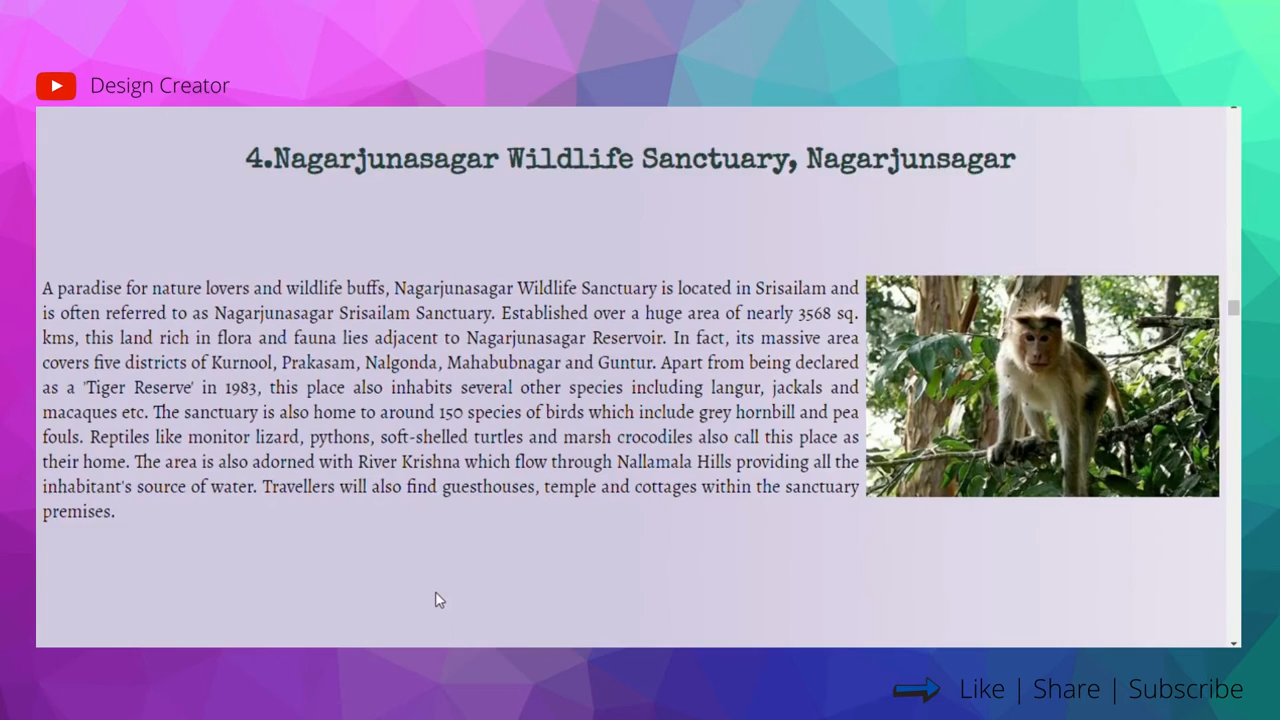 Design Creator
4.Nagarjunasagar Wildlife Sanctuary, Nagarjunsagar
A paradise for nature lovers and wildlife buffs, Nagarjunasagar Wildlife Sanctuary is located in Srisailam and
is often referred to as Nagarjunasagar Srisailam Sanctuary. Established over a huge area of nearly 3568 sq.
kms, this land rich in flora and fauna lies adjacent to Nagarjunasagar Reservoir. In fact, its massive area
covers five districts of Kurnool, Prakasam, Nalgonda, Mahabubnagar and Guntur. Apart from being declared
as a 'Tiger Reserve' in 1983, this place also inhabits several other species including langur, jackals and
macaques etc. The sanctuary is also home to around 150 species of birds which include grey hornbill and pea
fouls. Reptiles like monitor lizard, pythons, soft-shelled turtles and marsh crocodiles also call this place as
their home. The area is also adorned with River Krishna which flow through Nallamala Hills providing all the
inhabitant's source of water. Travellers will also find guesthouses, temple and cottages within the sanctuary
premises.
Like | Share | Subscribe